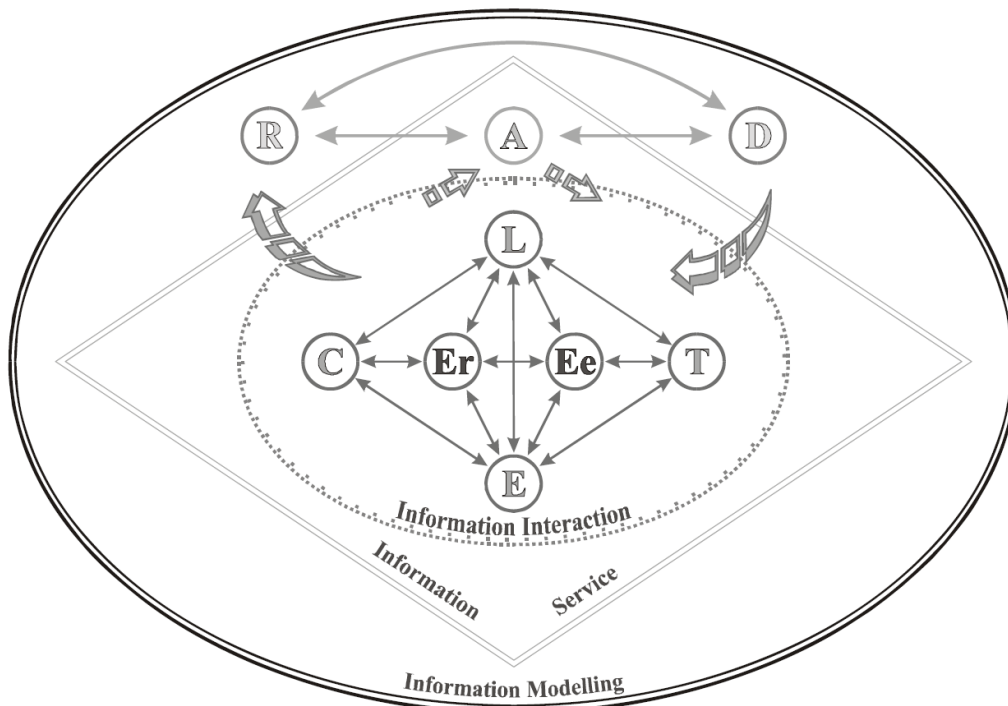 R A D
L
C Er Ee T
E
Information Interaction
Information Service
Information Modelling